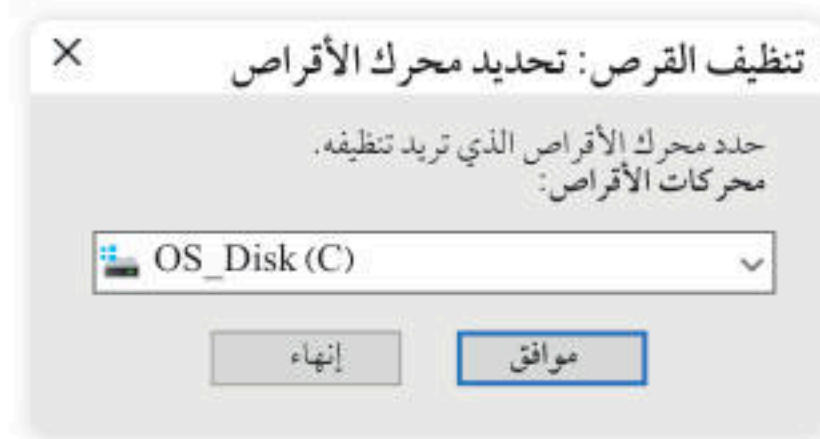 تنظيف القرص: تحديد محرك الأقراص
حدد محرك الأقراص الذي تريد تنظيفه.
محركات الأقراص:
OS_Disk (C)
موافق
إنهاء